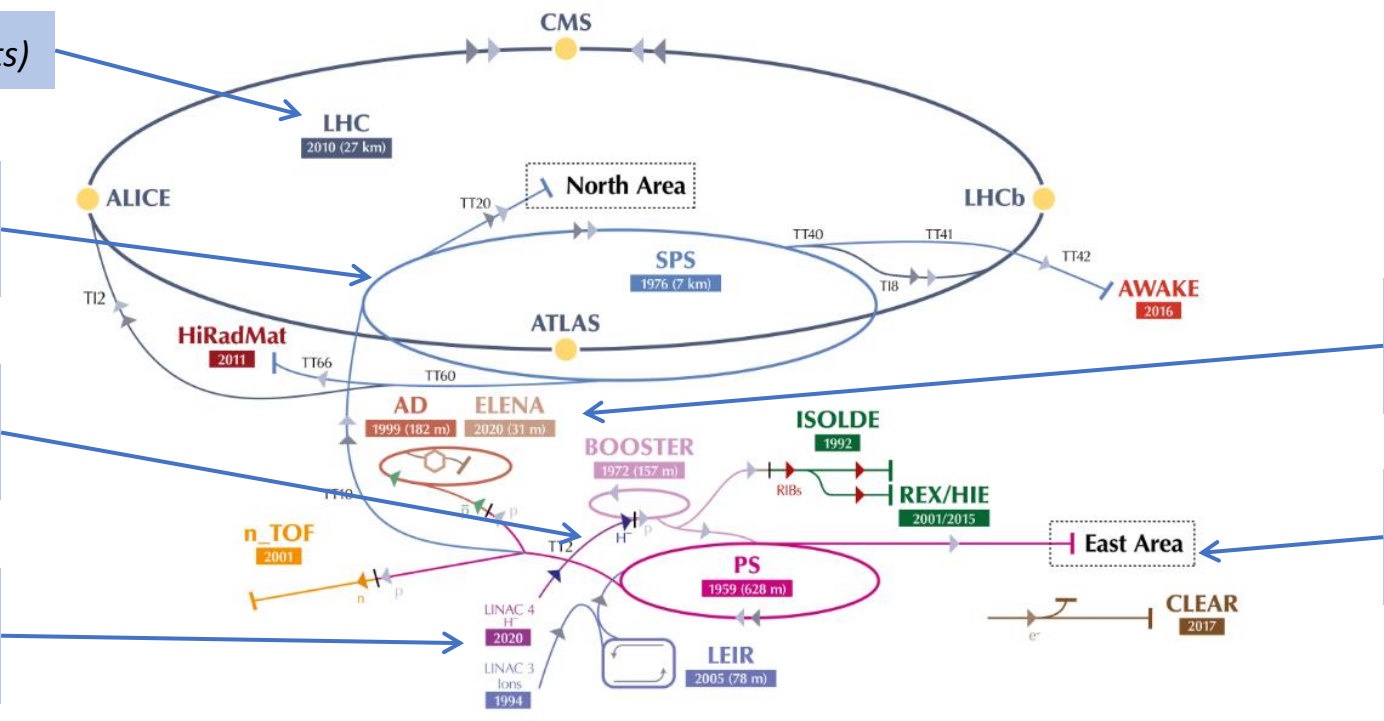 ts)
CMS
LHC
2010 (27 km)
ALICE
LHCb
TT20
North Area
SPS
1976 (7 km)
TT40
TT41
TT42
TI8
AWAKE
2016
TI2
ATLAS
HiRadMat
2011
TT66
TT60
AD
1999 (182 m)
ELENA
2020 (31 m)
ISOLDE
1992
BOOSTER
1972 (157 m)
RIBs
REX/HIE
2001/2015
TT10
p̅
p
H⁻
p
n_TOF
2001
TT2
East Area
PS
1959 (628 m)
n
p
LINAC 4
H⁻
2020
CLEAR
2017
e⁻
LINAC 3
Ions
1994
LEIR
2005 (78 m)